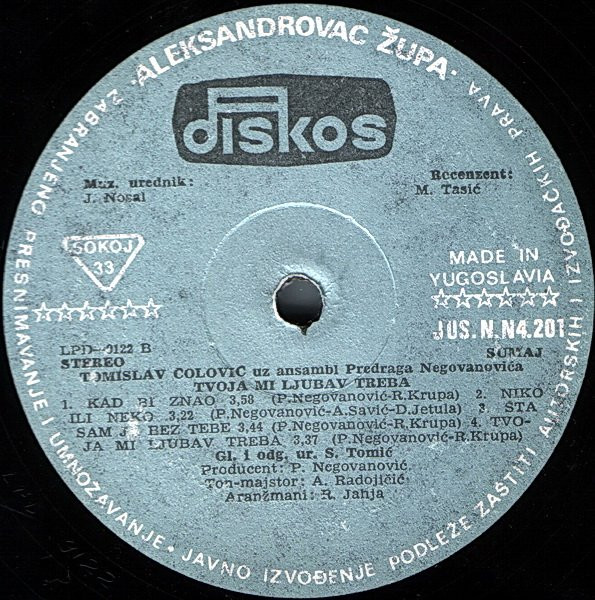 · ALEKSANDROVAC ŽUPA ·
ZABRANJENO PRESNIMAVANJE I UMNOŽAVANJE • JAVNO IZVOĐENJE PODLEŽE ZAŠTITI AUTORSKIH I IZVOĐAČKIH PRAVA
diskos
Muz. urednik:
J. Nosal
Recenzent:
M. Tasić
SOKOJ
33
MADE IN
YUGOSLAVIA
JUS.N.N4.201
LPD—0122 B
STEREO
SUMAJ
TOMISLAV COLOVIĆ uz ansambl Predraga Negovanovića
TVOJA MI LJUBAV TREBA
1. KAD BI ZNAO 3,58 (P.Negovanović-R.Krupa) 2. NIKO
ILI NEKO 3,22 (P.Negovanović-A.Savić-D.Jetula) 3. STA
SAM JA BEZ TEBE 3,44 (P.Negovanović-R.Krupa) 4. TVO-
JA MI LJUBAV TREBA 3,37 (P.Negovanović-R.Krupa)
Gl. i odg. ur. S. Tomić
Producent: P. Negovanović
Ton-majstor: A. Radojičić
Aranžmani: R. Jahja